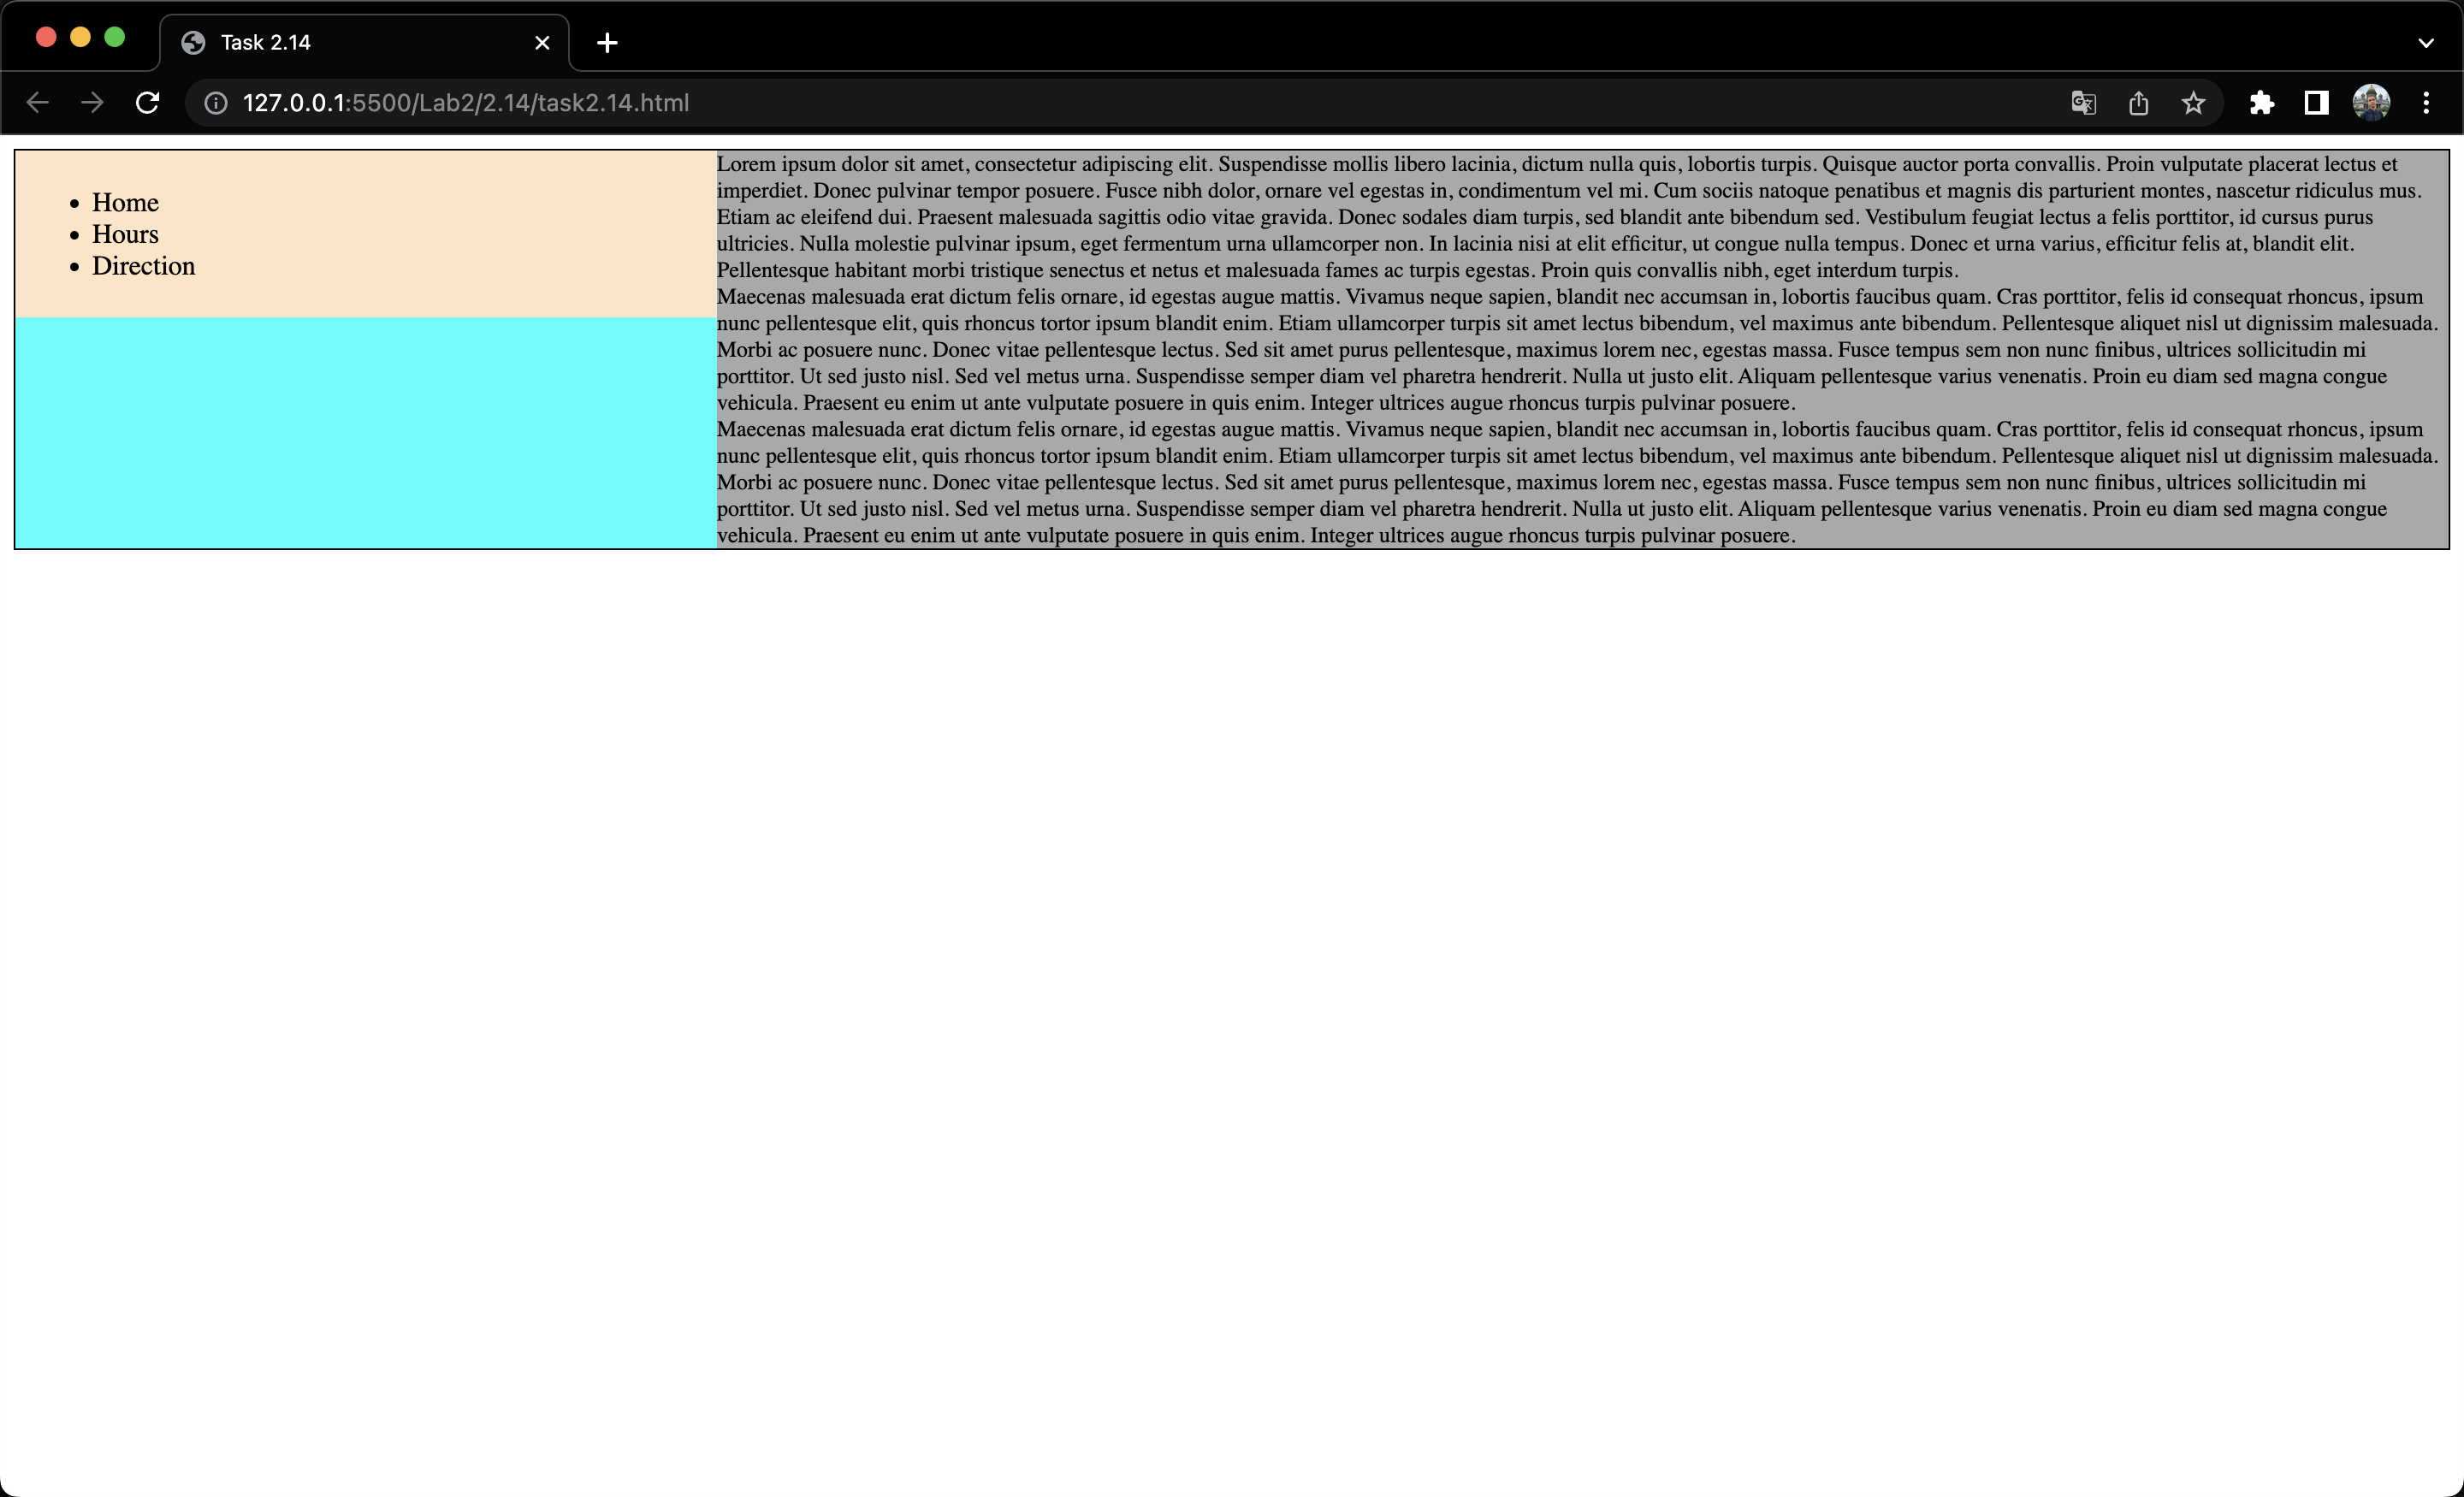 Task 2.14
127.0.0.1:5500/Lab2/2.14/task2.14.html
Home
Hours
Direction
Lorem ipsum dolor sit amet, consectetur adipiscing elit. Suspendisse mollis libero lacinia, dictum nulla quis, lobortis turpis. Quisque auctor porta convallis. Proin vulputate placerat lectus et
imperdiet. Donec pulvinar tempor posuere. Fusce nibh dolor, ornare vel egestas in, condimentum vel mi. Cum sociis natoque penatibus et magnis dis parturient montes, nascetur ridiculus mus.
Etiam ac eleifend dui. Praesent malesuada sagittis odio vitae gravida. Donec sodales diam turpis, sed blandit ante bibendum sed. Vestibulum feugiat lectus a felis porttitor, id cursus purus
ultricies. Nulla molestie pulvinar ipsum, eget fermentum urna ullamcorper non. In lacinia nisi at elit efficitur, ut congue nulla tempus. Donec et urna varius, efficitur felis at, blandit elit.
Pellentesque habitant morbi tristique senectus et netus et malesuada fames ac turpis egestas. Proin quis convallis nibh, eget interdum turpis.
Maecenas malesuada erat dictum felis ornare, id egestas augue mattis. Vivamus neque sapien, blandit nec accumsan in, lobortis faucibus quam. Cras porttitor, felis id consequat rhoncus, ipsum
nunc pellentesque elit, quis rhoncus tortor ipsum blandit enim. Etiam ullamcorper turpis sit amet lectus bibendum, vel maximus ante bibendum. Pellentesque aliquet nisl ut dignissim malesuada.
Morbi ac posuere nunc. Donec vitae pellentesque lectus. Sed sit amet purus pellentesque, maximus lorem nec, egestas massa. Fusce tempus sem non nunc finibus, ultrices sollicitudin mi
porttitor. Ut sed justo nisl. Sed vel metus urna. Suspendisse semper diam vel pharetra hendrerit. Nulla ut justo elit. Aliquam pellentesque varius venenatis. Proin eu diam sed magna congue
vehicula. Praesent eu enim ut ante vulputate posuere in quis enim. Integer ultrices augue rhoncus turpis pulvinar posuere.
Maecenas malesuada erat dictum felis ornare, id egestas augue mattis. Vivamus neque sapien, blandit nec accumsan in, lobortis faucibus quam. Cras porttitor, felis id consequat rhoncus, ipsum
nunc pellentesque elit, quis rhoncus tortor ipsum blandit enim. Etiam ullamcorper turpis sit amet lectus bibendum, vel maximus ante bibendum. Pellentesque aliquet nisl ut dignissim malesuada.
Morbi ac posuere nunc. Donec vitae pellentesque lectus. Sed sit amet purus pellentesque, maximus lorem nec, egestas massa. Fusce tempus sem non nunc finibus, ultrices sollicitudin mi
porttitor. Ut sed justo nisl. Sed vel metus urna. Suspendisse semper diam vel pharetra hendrerit. Nulla ut justo elit. Aliquam pellentesque varius venenatis. Proin eu diam sed magna congue
vehicula. Praesent eu enim ut ante vulputate posuere in quis enim. Integer ultrices augue rhoncus turpis pulvinar posuere.